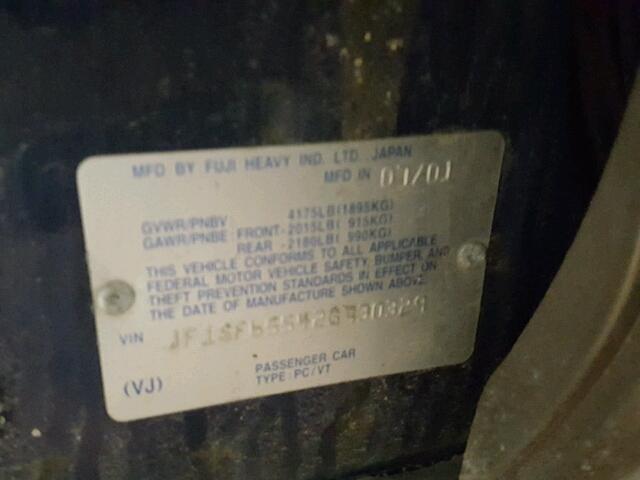 MFD BY FUJI HEAVY IND. LTD. JAPAN
MFD IN 07/01
GVWR/PNBV 4175LB(1895KG)
GAWR/PNBE FRONT-2015LB( 915KG)
REAR -2180LB( 990KG)
THIS VEHICLE CONFORMS TO ALL APPLICABLE
FEDERAL MOTOR VEHICLE SAFETY, BUMPER, AND
THEFT PREVENTION STANDARDS IN EFFECT ON
THE DATE OF MANUFACTURE SHOWN ABOVE.
VIN
PASSENGER CAR
(VJ) TYPE:PC/VT